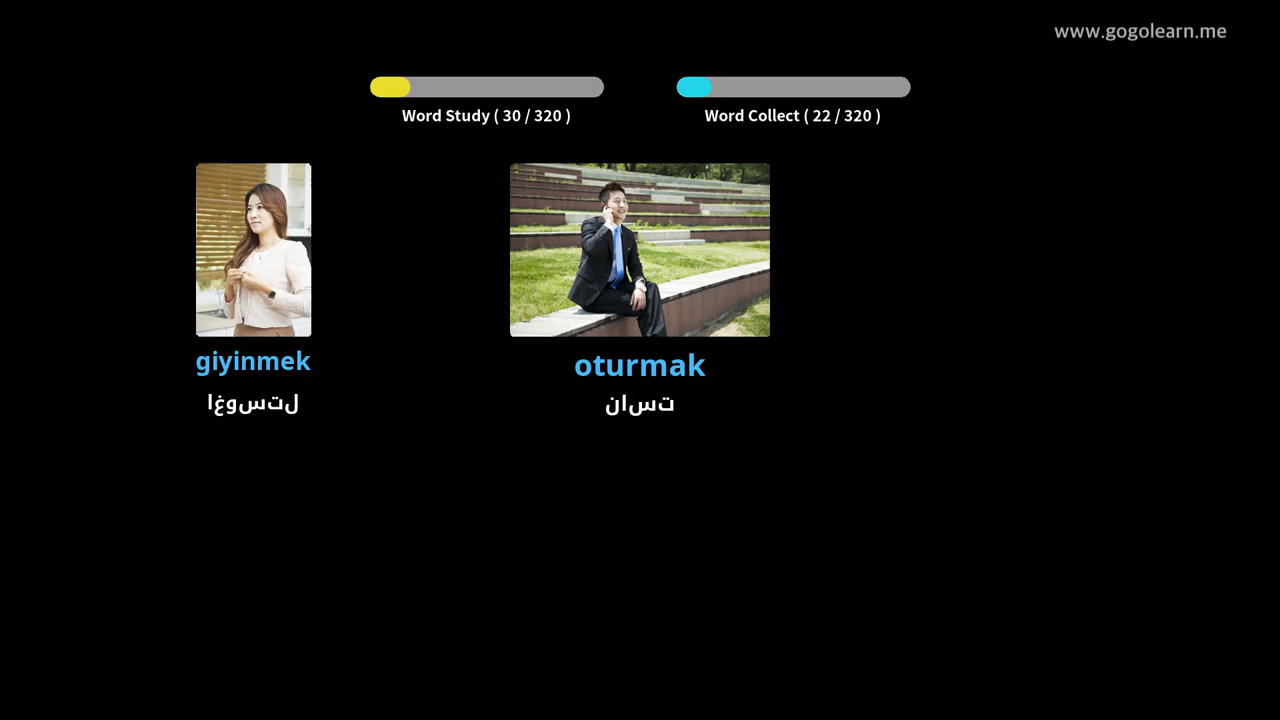 www.gogolearn.me
Word Study ( 30 / 320 )
Word Collect ( 22 / 320 )
giyinmek
لتسوغا
oturmak
تسان